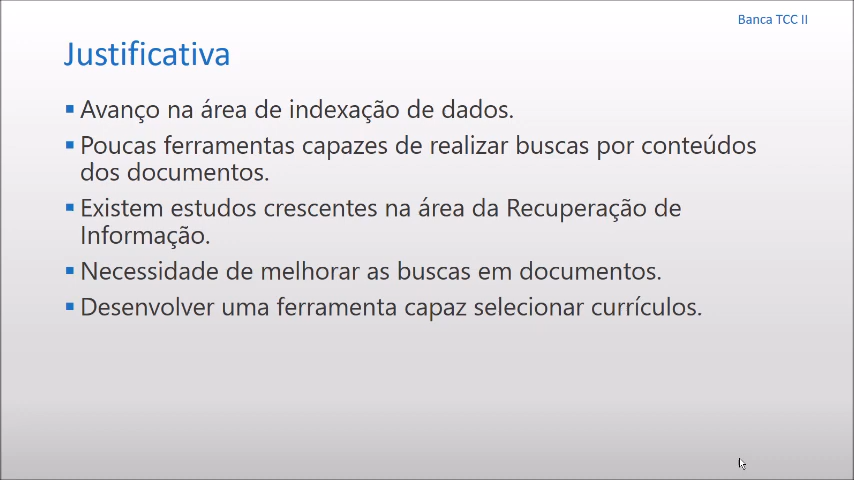 Banca TCC II
Justificativa
▪ Avanço na área de indexação de dados.
▪ Poucas ferramentas capazes de realizar buscas por conteúdos
dos documentos.
▪ Existem estudos crescentes na área da Recuperação de
Informação.
▪ Necessidade de melhorar as buscas em documentos.
▪ Desenvolver uma ferramenta capaz selecionar currículos.